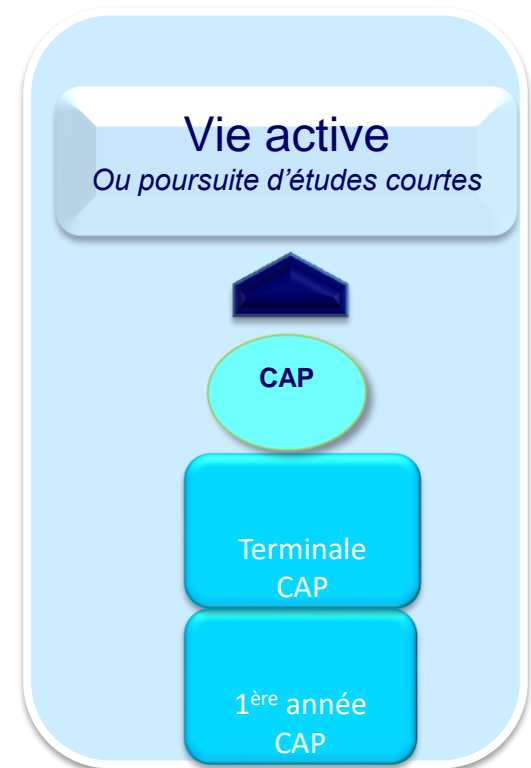 Vie active
Ou poursuite d'études courtes
CAP
Terminale
CAP
1ère année
CAP